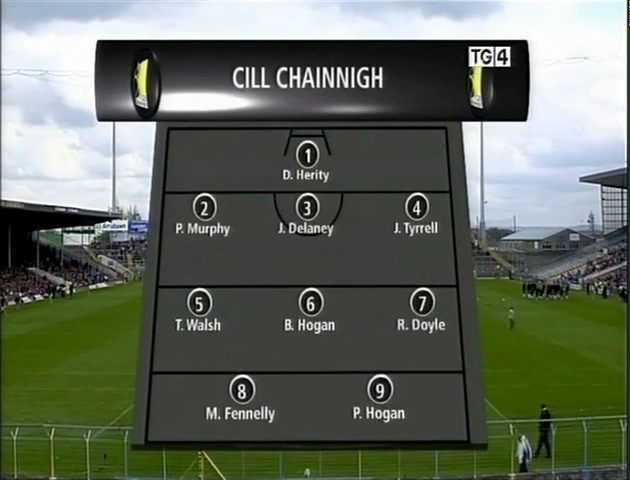 TG4
CILL CHAINNIGH
1
D. Herity
2 3 4
P. Murphy J. Delaney J. Tyrrell
5 6 7
T. Walsh B. Hogan R. Doyle
8 9
M. Fennelly P. Hogan